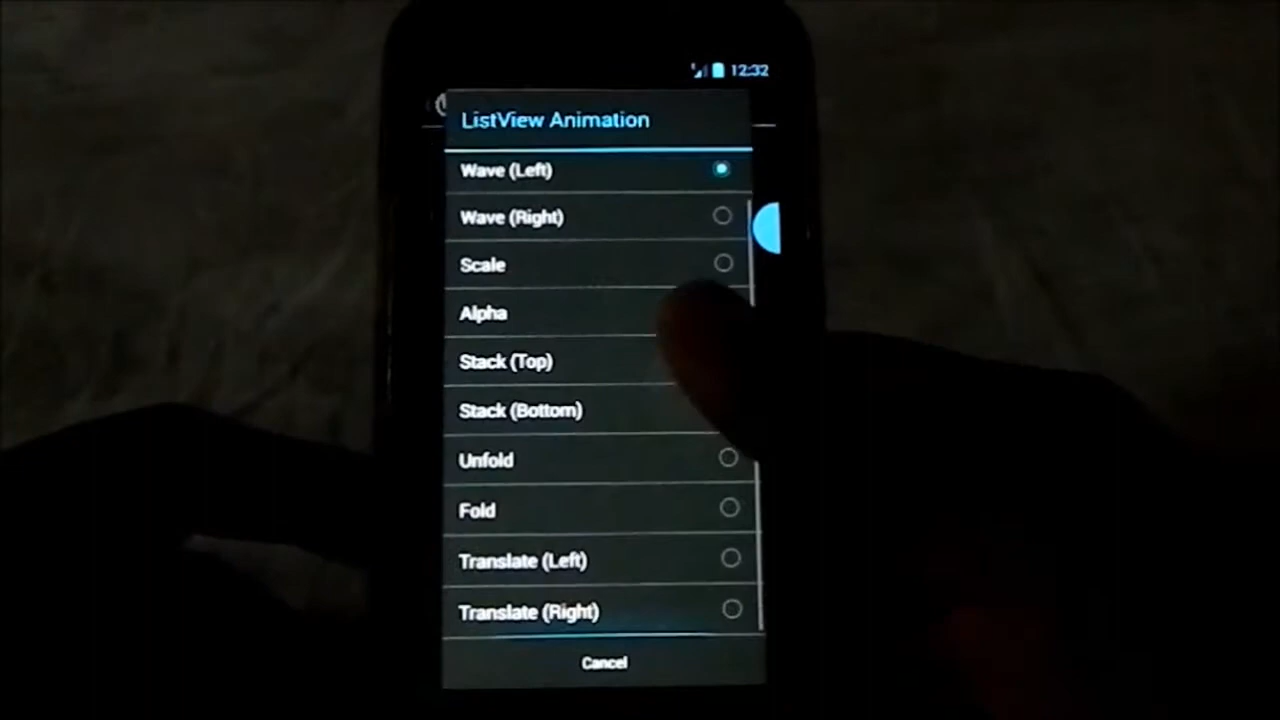 12:32
ListView Animation
Wave (Left)
Wave (Right)
Scale
Alpha
Stack (Top)
Stack (Bottom)
Unfold
Fold
Translate (Left)
Translate (Right)
Cancel